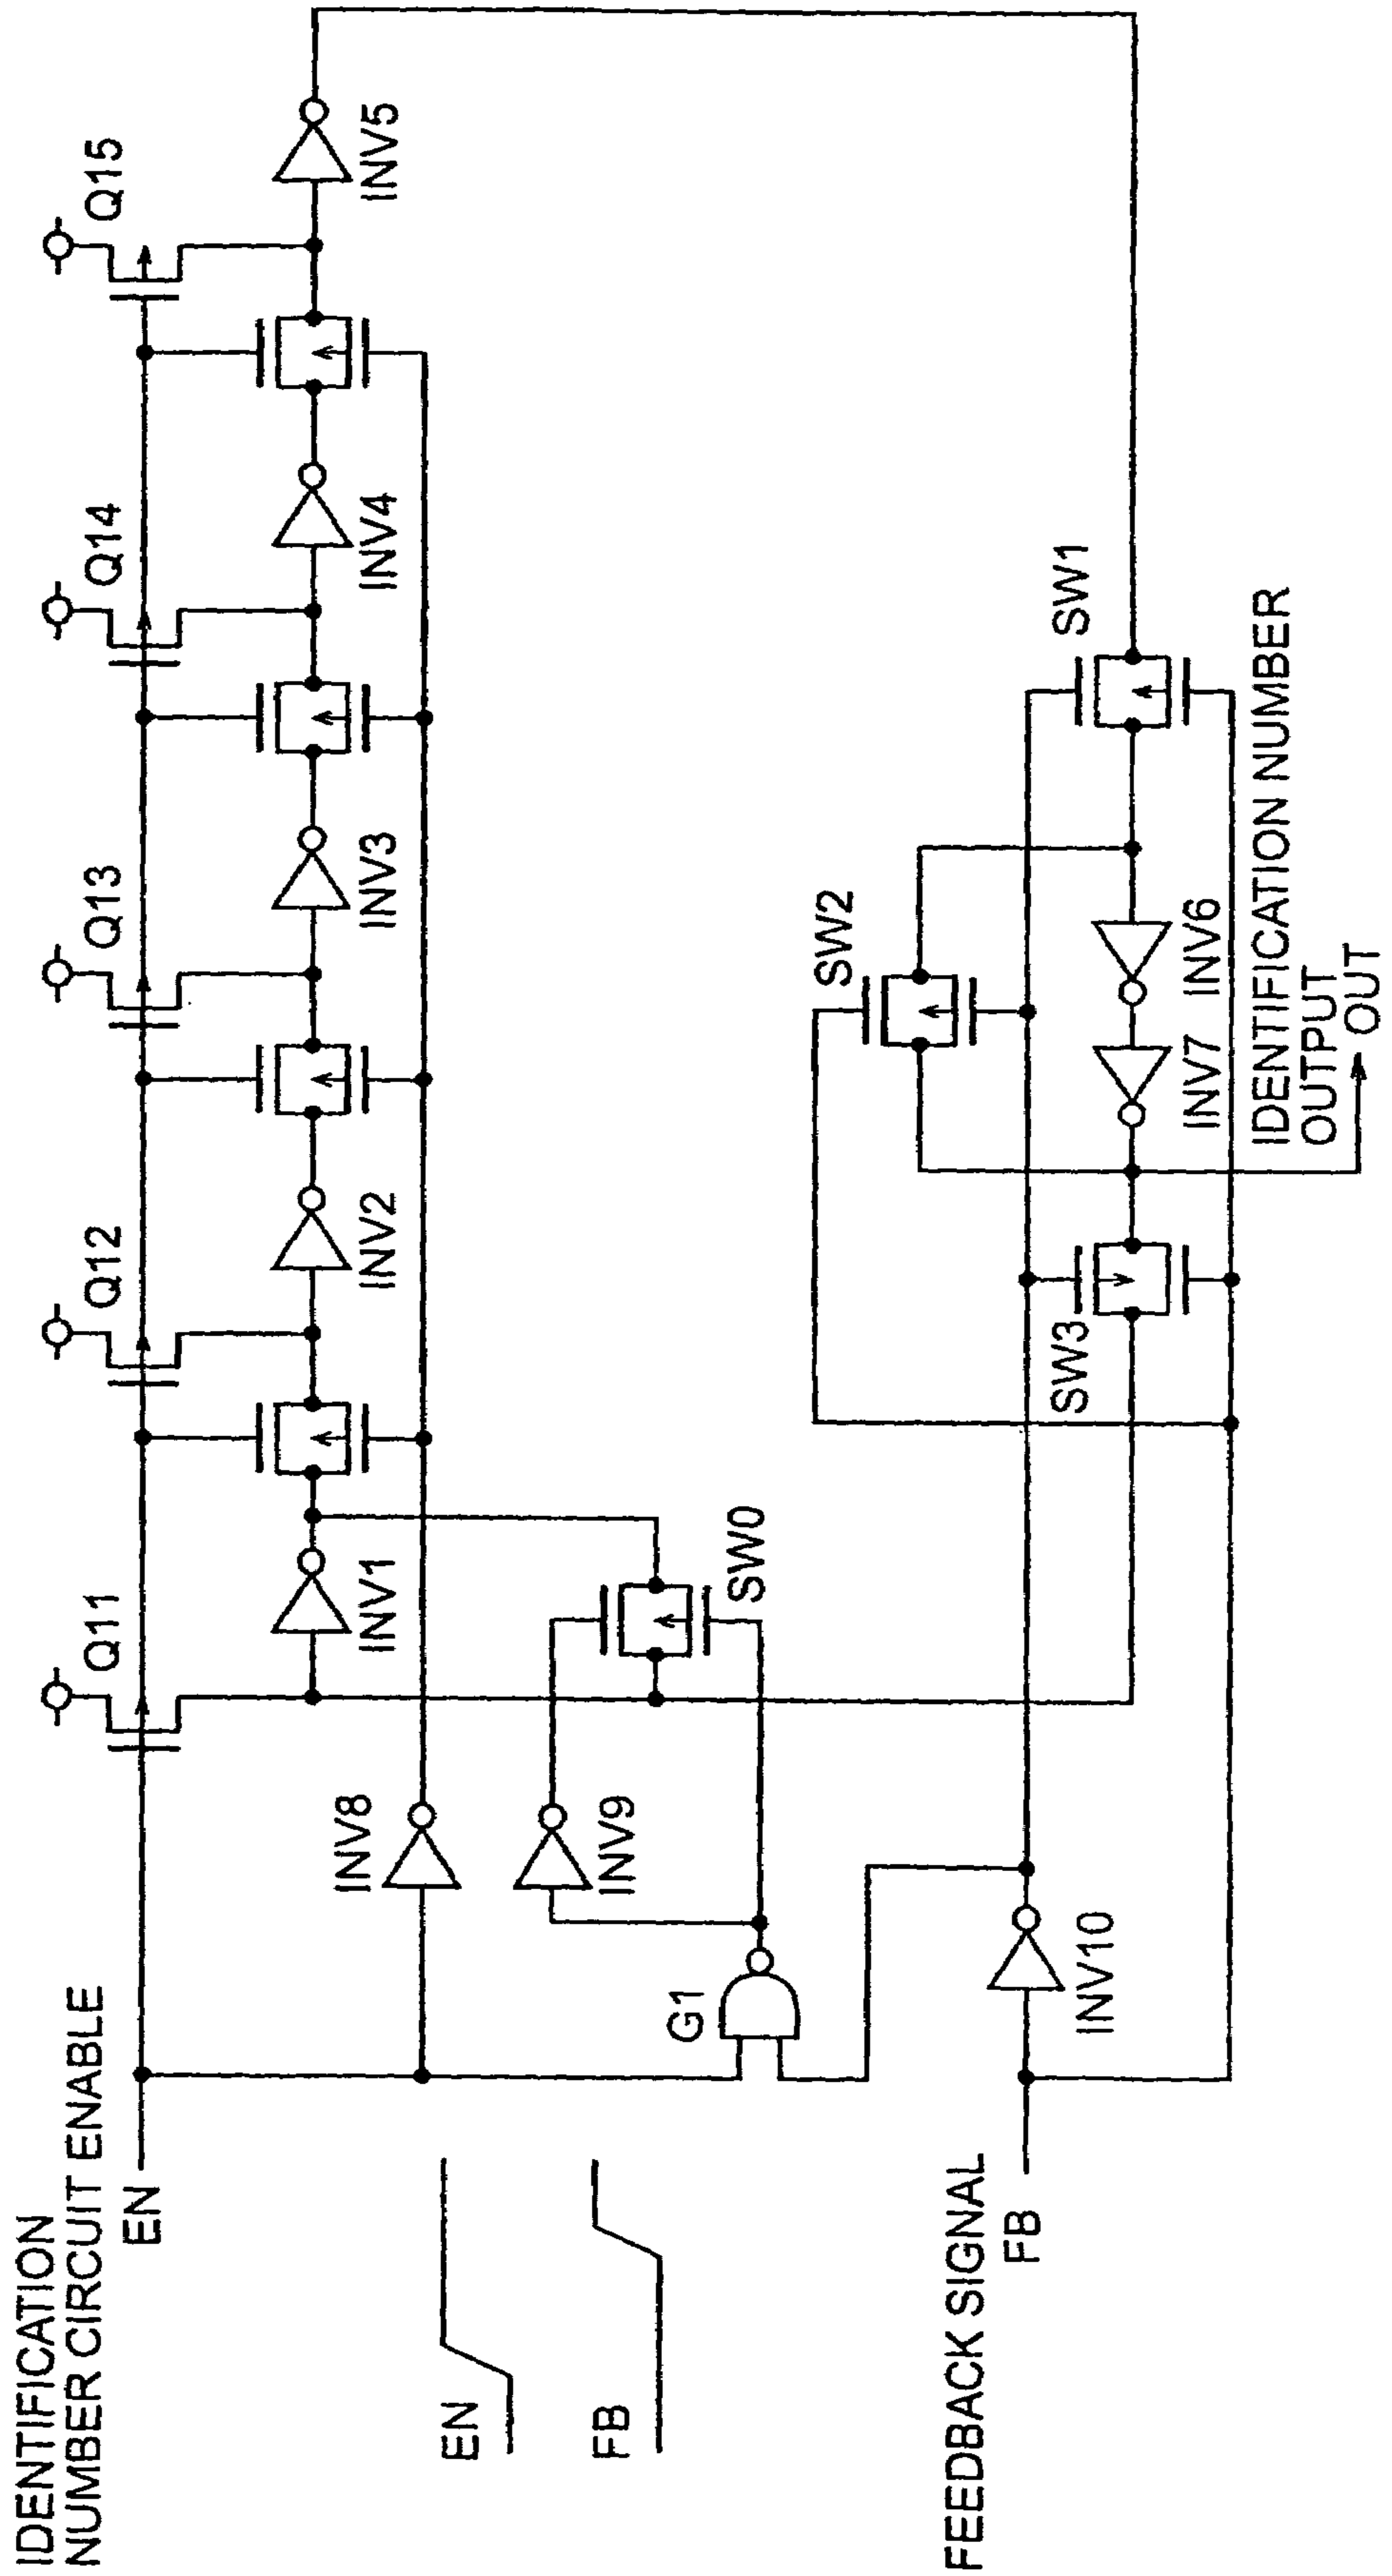 IDENTIFICATION
NUMBER CIRCUIT ENABLE
EN
Q11
Q12
Q13
Q14
Q15
INV1
INV2
INV3
INV4
INV5
INV8
INV9
SW0
G1
EN
FB
FEEDBACK SIGNAL
FB
INV10
SW2
SW3
SW1
INV7
INV6
IDENTIFICATION NUMBER
OUTPUT
OUT